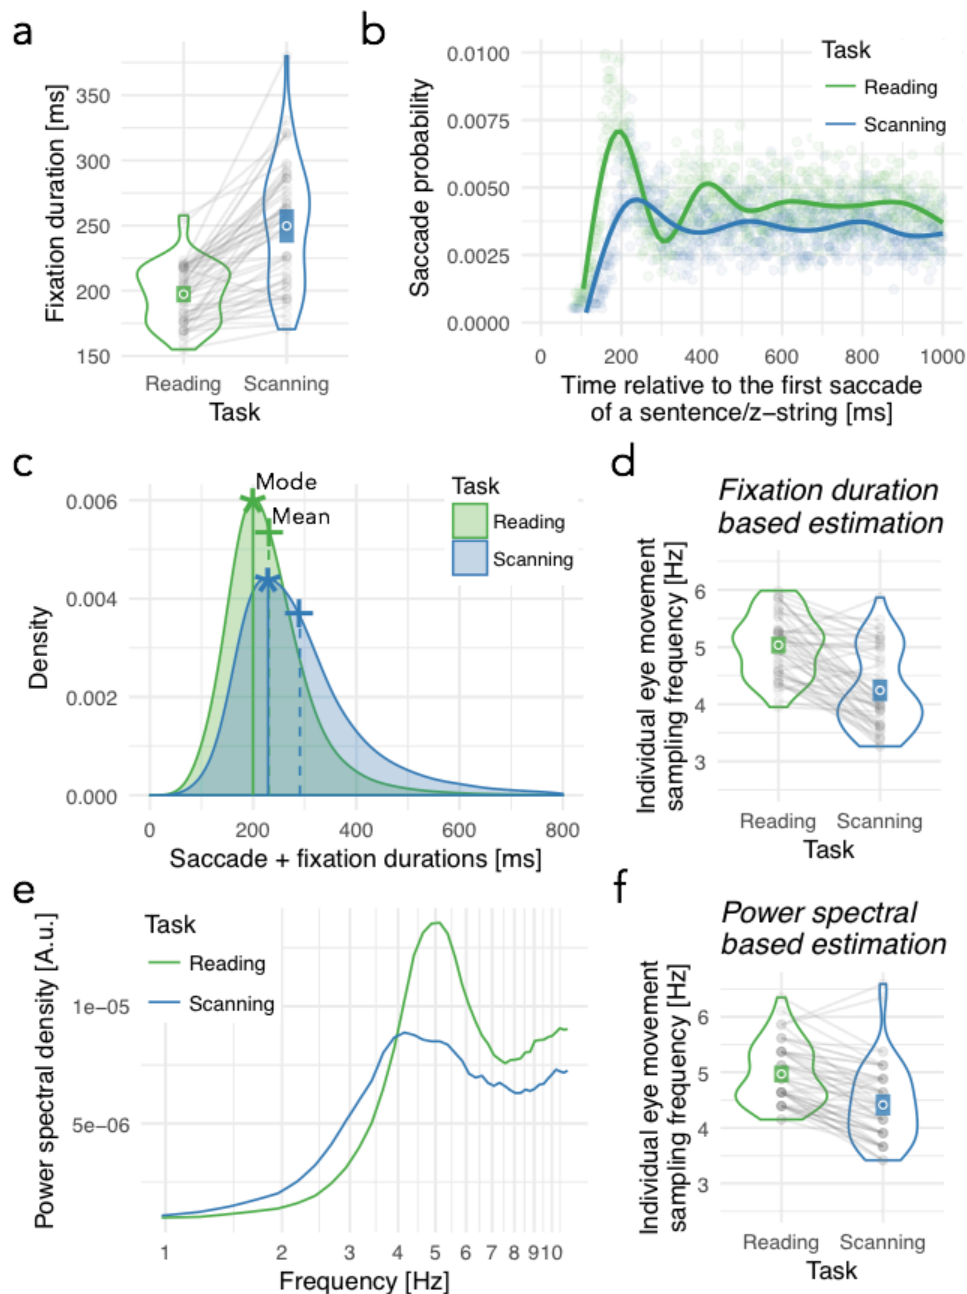 a
Fixation duration [ms]
350
300
250
200
150
Reading Scanning
Task
b
Saccade probability
0.0100
0.0075
0.0050
0.0025
0.0000
Task
Reading
Scanning
0 200 400 600 800 1000
Time relative to the first saccade
of a sentence/z−string [ms]
c
Density
0.006
0.004
0.002
0.000
Mode
Mean
Task
Reading
Scanning
0 200 400 600 800
Saccade + fixation durations [ms]
d
Fixation duration
based estimation
Individual eye movement
sampling frequency [Hz]
6
5
4
3
Reading Scanning
Task
e
Power spectral density [A.u.]
Task
Reading
Scanning
1e−05
5e−06
1 2 3 4 5 6 7 8 9 10
Frequency [Hz]
f
Power spectral
based estimation
Individual eye movement
sampling frequency [Hz]
6
5
4
3
Reading Scanning
Task